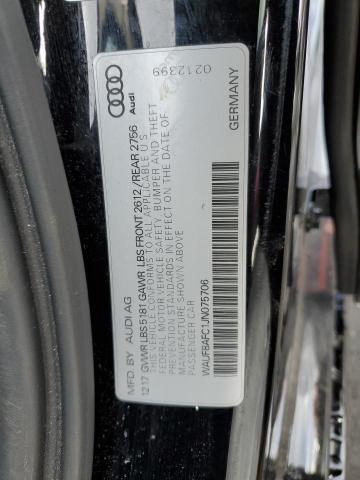 MFD. BY AUDI AG
12.17 GVWR LBS 5181 GAWR LBS FRONT 2612 / REAR 2756
THIS VEHICLE CONFORMS TO ALL APPLICABLE U S
FEDERAL MOTOR VEHICLE SAFETY, BUMPER AND THEFT
PREVENTION STANDARDS IN EFFECT ON THE DATE OF
MANUFACTURE SHOWN ABOVE
PASSENGER CAR
WAUF8AFC1JN075706
Audi
0212399
GERMANY